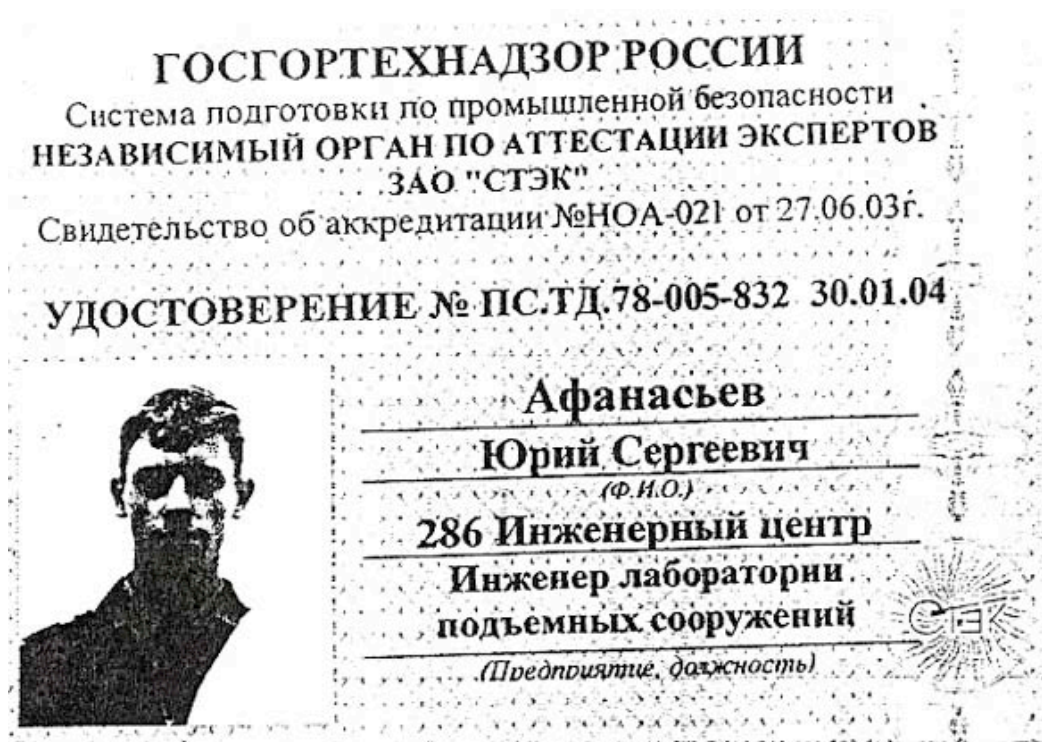 ГОСГОРТЕХНАДЗОР РОССИИ
Система подготовки по промышленной безопасности
НЕЗАВИСИМЫЙ ОРГАН ПО АТТЕСТАЦИИ ЭКСПЕРТОВ
ЗАО "СТЭК"
Свидетельство об аккредитации №НОА-021 от 27.06.03г.
УДОСТОВЕРЕНИЕ № ПС.ТД.78-005-832 30.01.04
Афанасьев
Юрий Сергеевич
(Ф.И.О.)
286 Инженерный центр
Инженер лаборатории
подъемных сооружений
СТЭК
(Предприятие, должность)